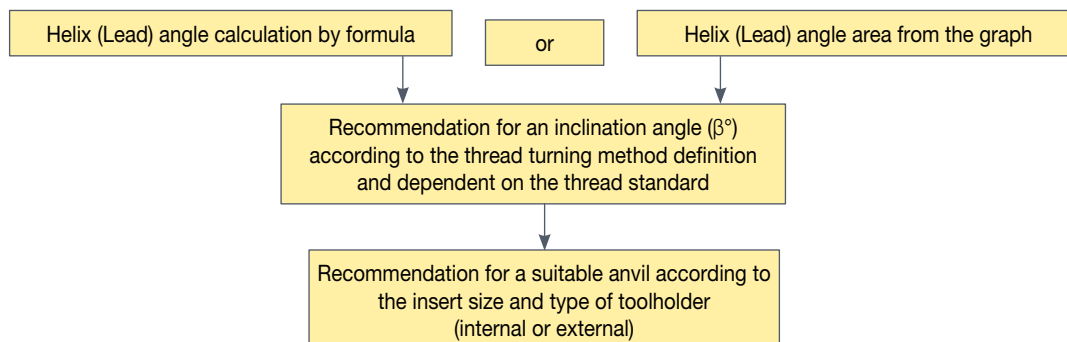 Helix (Lead) angle calculation by formula
or
Helix (Lead) angle area from the graph
Recommendation for an inclination angle (β°)
according to the thread turning method definition
and dependent on the thread standard
Recommendation for a suitable anvil according to
the insert size and type of toolholder
(internal or external)